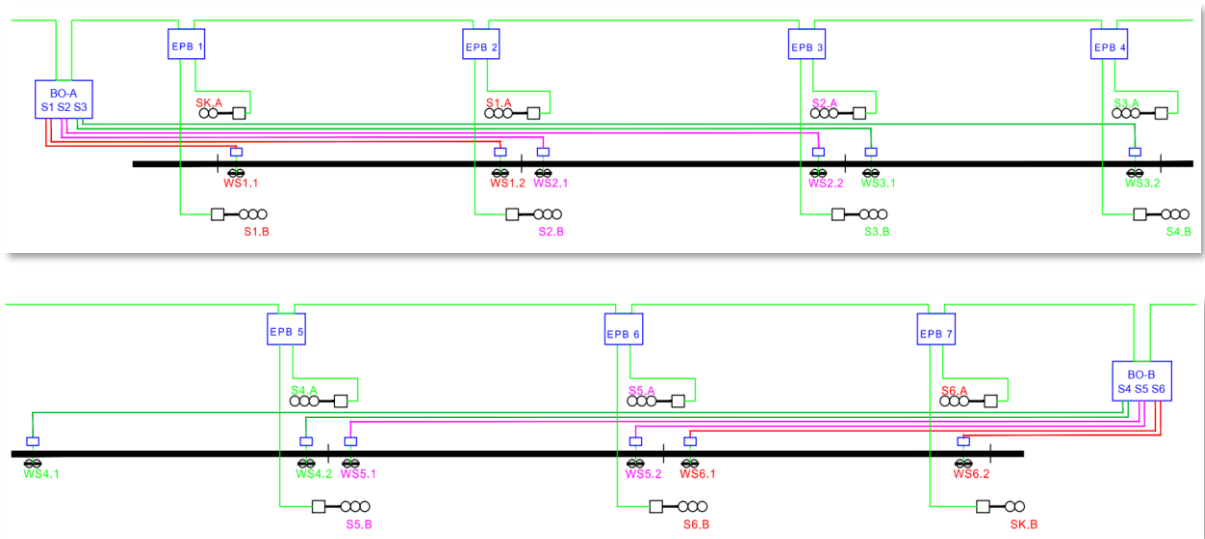 EPB 1
EPB 2
EPB 3
EPB 4
BO-A
S1 S2 S3
SK.A
S1.A
S2.A
S3.A
WS1.1
WS1.2
WS2.1
WS2.2
WS3.1
WS3.2
S1.B
S2.B
S3.B
S4.B
EPB 5
EPB 6
EPB 7
BO-B
S4 S5 S6
S4.A
S5.A
S6.A
WS4.1
WS4.2
WS5.1
WS5.2
WS6.1
WS6.2
S5.B
S6.B
SK.B